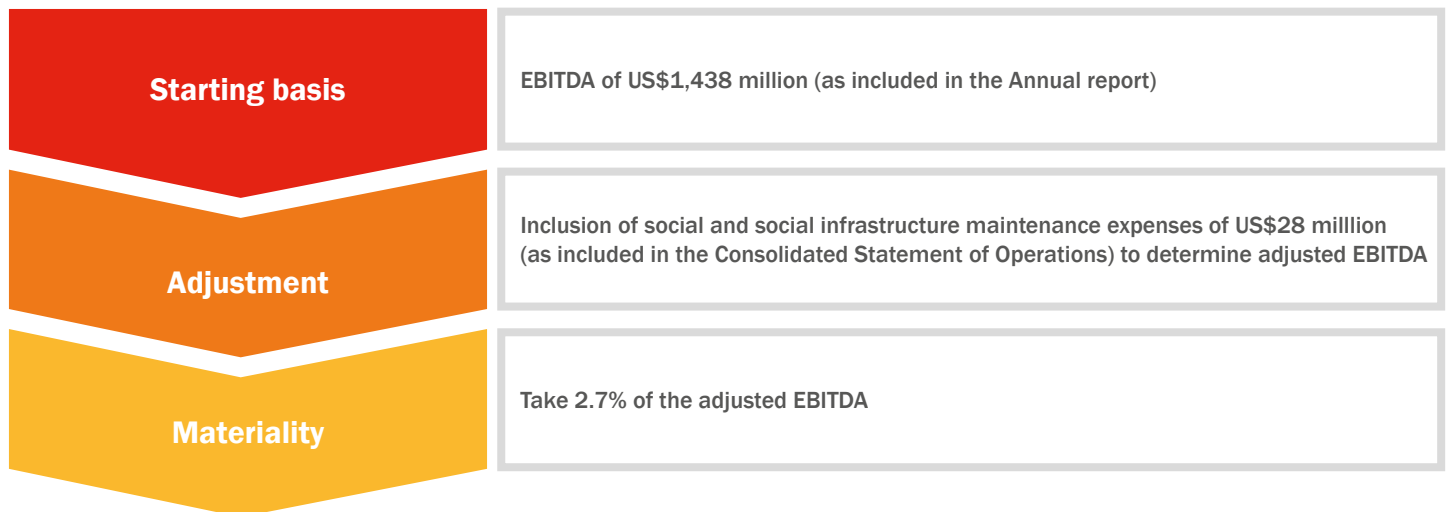 Starting basis
EBITDA of US$1,438 million (as included in the Annual report)
Adjustment
Inclusion of social and social infrastructure maintenance expenses of US$28 milllion
(as included in the Consolidated Statement of Operations) to determine adjusted EBITDA
Materiality
Take 2.7% of the adjusted EBITDA